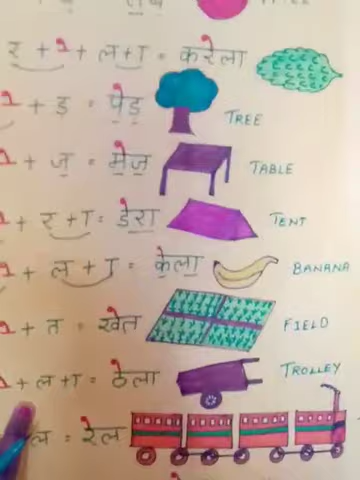 र + े + ल + ा = करेला
े + ड़ = पेड़ TREE
े + ज़ = मेज़ TABLE
े + र + ा = डेरा TENT
े + ल + ा = केला BANANA
े + त = खेत FIELD
े + ल + ा = ठेला TROLLEY
ल = रेल